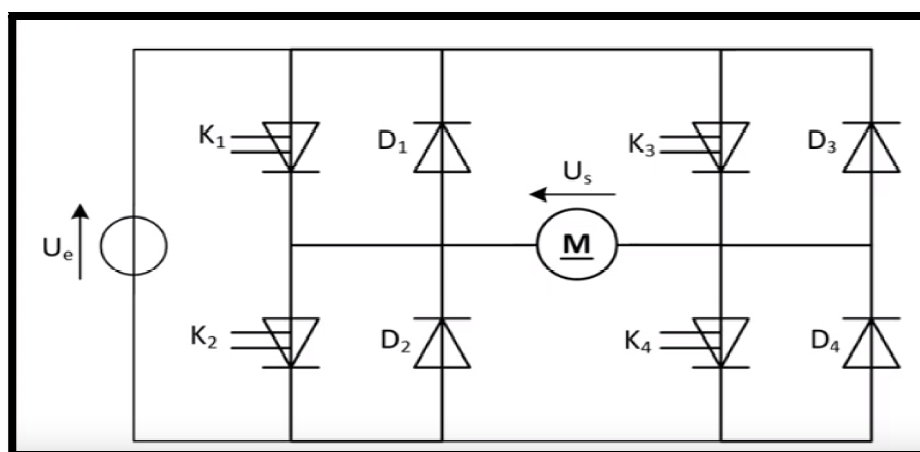 K₁
D₁
K₃
D₃
Uₛ
Uₑ
M
K₂
D₂
K₄
D₄